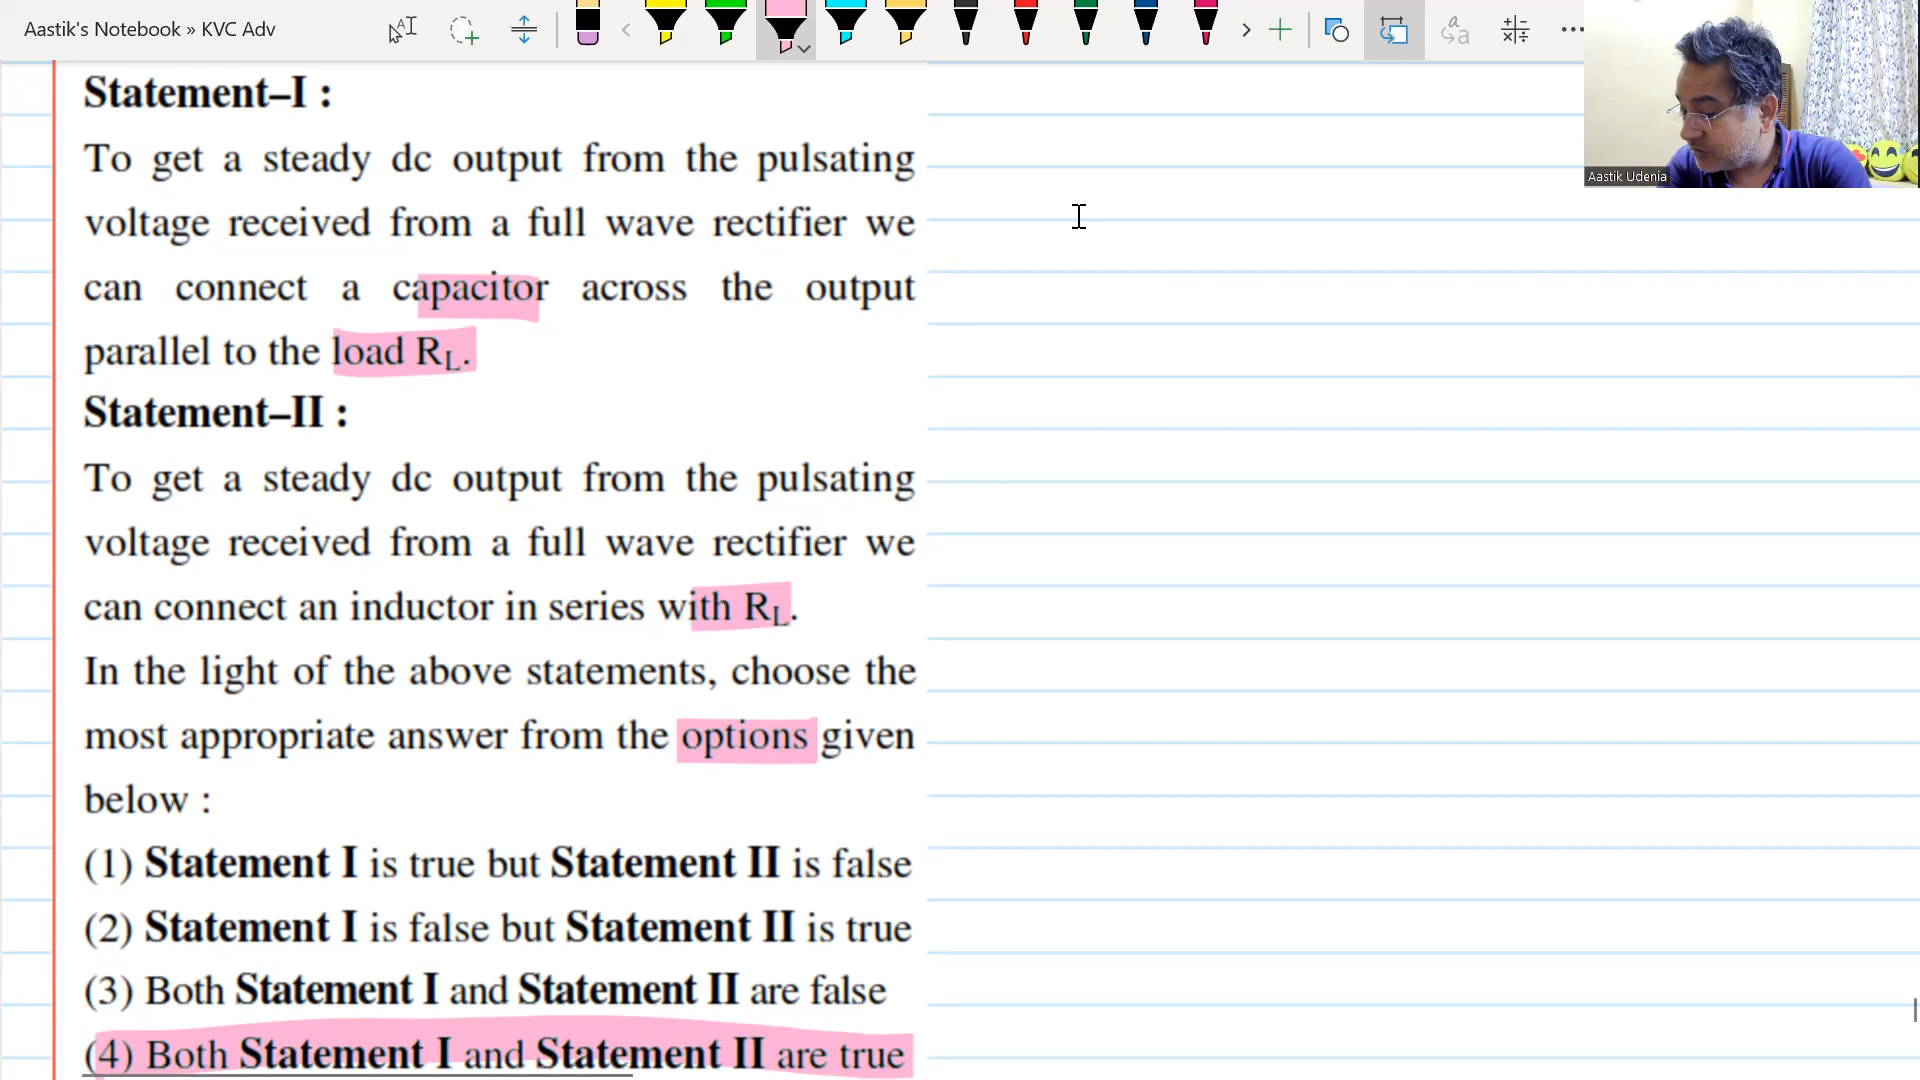 Aastik's Notebook » KVC Adv
Statement–I :
To get a steady dc output from the pulsating
voltage received from a full wave rectifier we
can connect a capacitor across the output
parallel to the load RL.
Statement–II :
To get a steady dc output from the pulsating
voltage received from a full wave rectifier we
can connect an inductor in series with RL.
In the light of the above statements, choose the
most appropriate answer from the options given
below :
(1) Statement I is true but Statement II is false
(2) Statement I is false but Statement II is true
(3) Both Statement I and Statement II are false
(4) Both Statement I and Statement II are true
Aastik Udenia